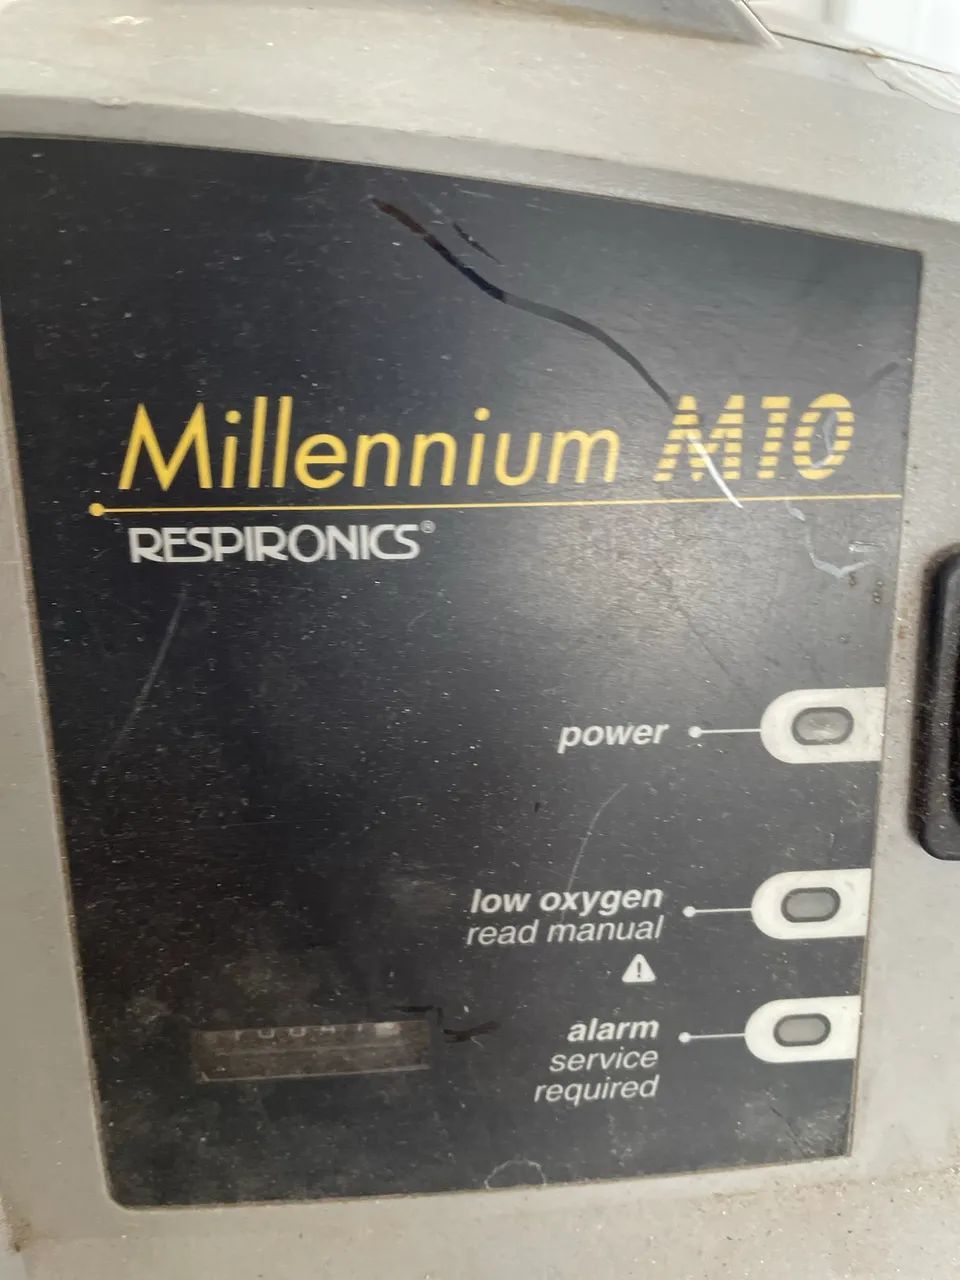 Millennium M10
RESPIRONICS®
power
low oxygen
read manual
alarm
service
required